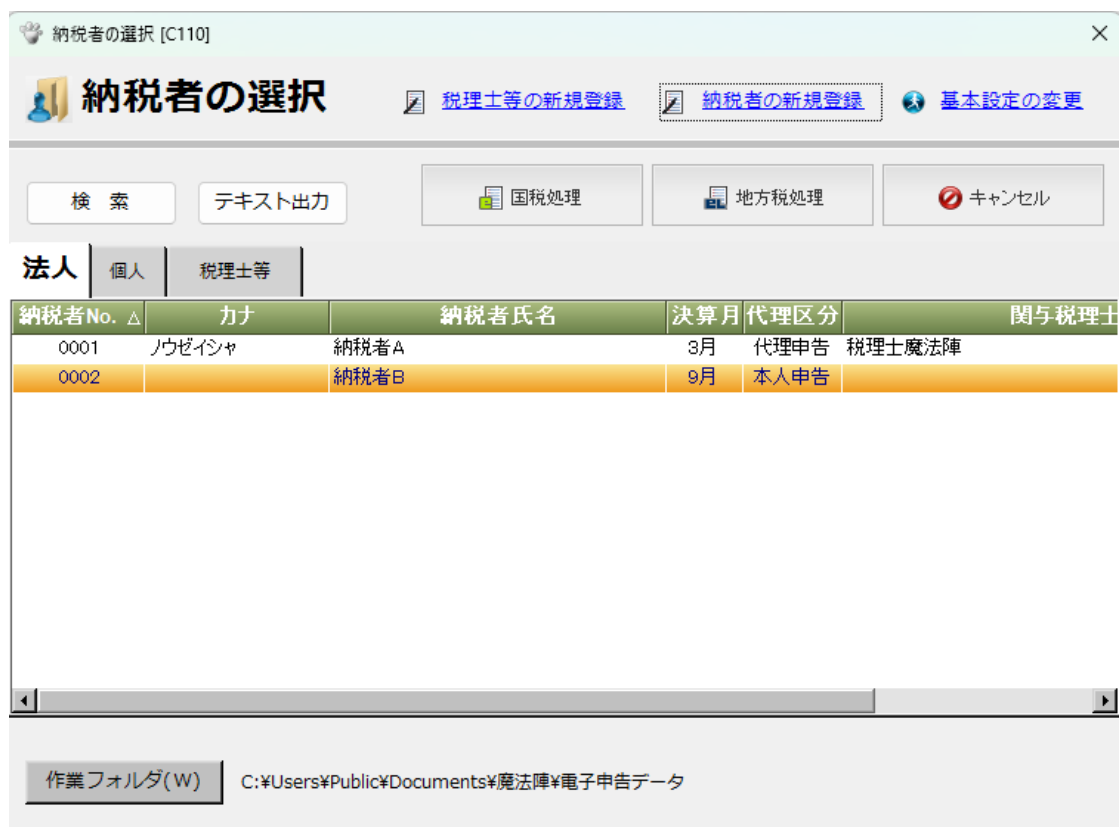 納税者の選択 [C110]
納税者の選択 税理士等の新規登録 納税者の新規登録 基本設定の変更
検 索 テキスト出力 国税処理 地方税処理 キャンセル
法人 個人 税理士等
納税者No. △ カナ 納税者氏名 決算月 代理区分 関与税理士
0001 ノウゼイシャ 納税者A 3月 代理申告 税理士魔法陣
0002 納税者B 9月 本人申告
作業フォルダ(W) C:¥Users¥Public¥Documents¥魔法陣¥電子申告データ